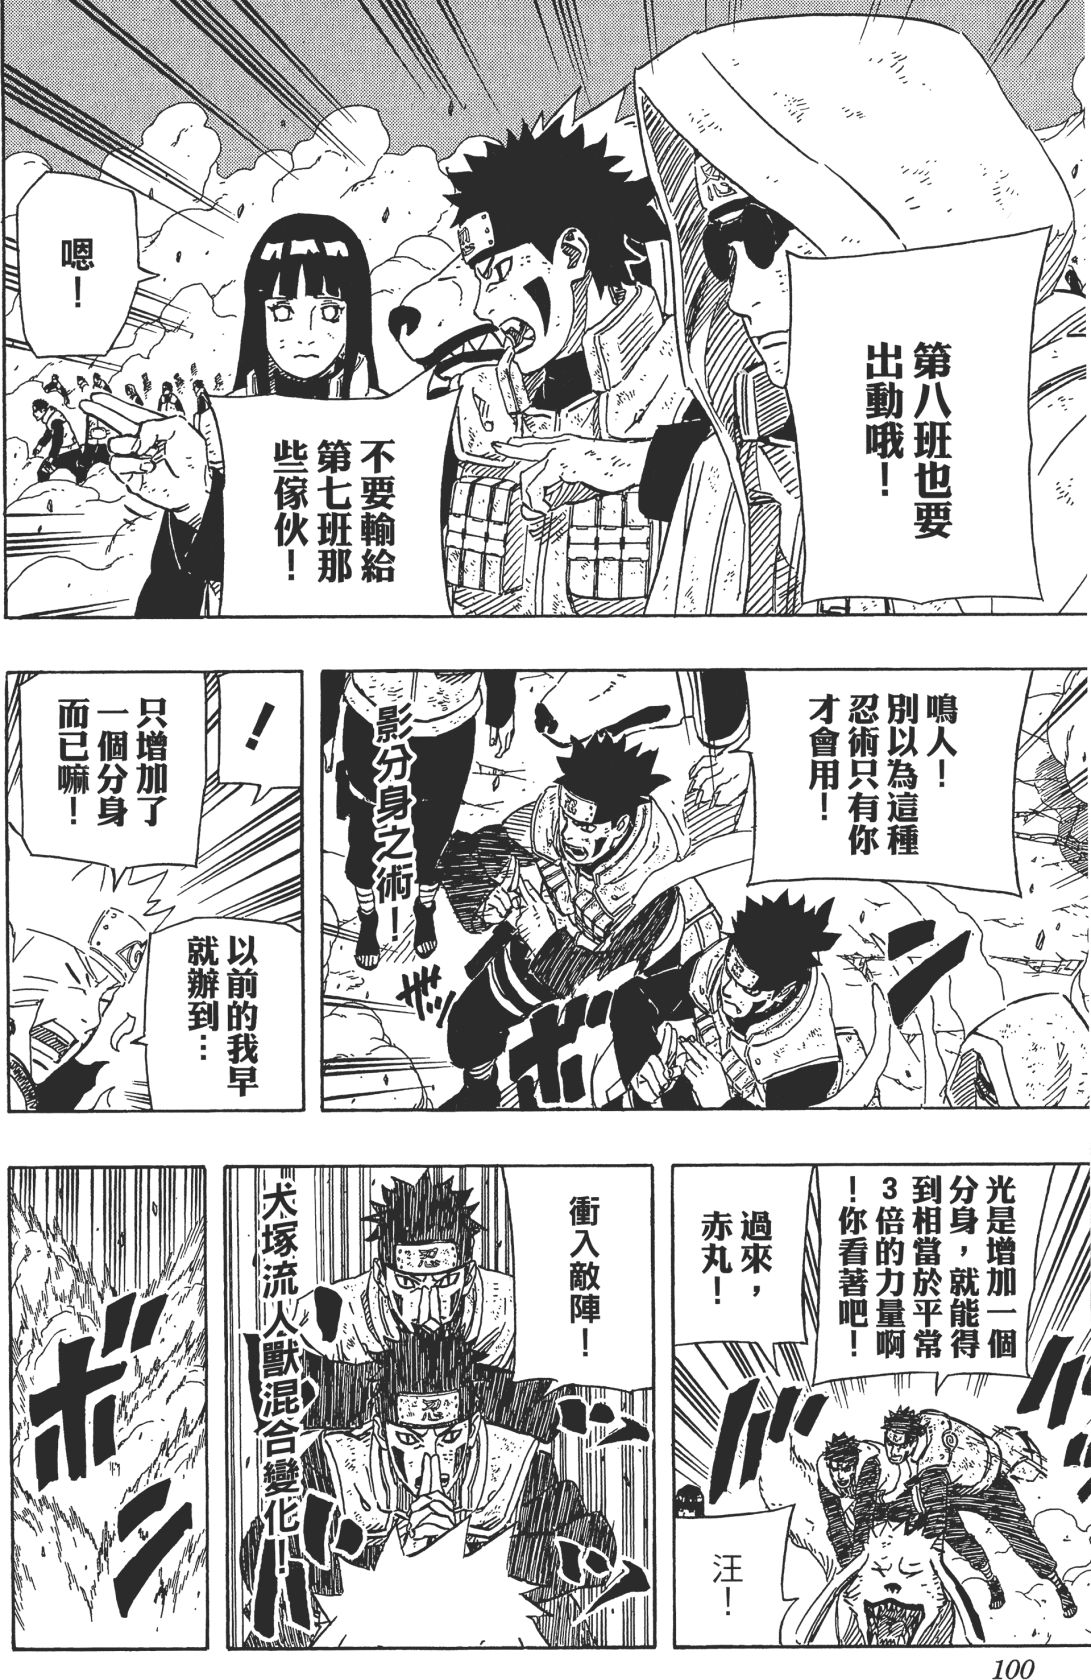 第八班也要
出動哦！
不要輸給
第七班那
些傢伙！
嗯！
鳴人！
別以為這種
忍術只有你
才會用！
影分身之術！
ボンッ
！
只增加了
一個分身
而已嘛！
以前的我早
就辦到…
光是增加一個
分身，就能得
到相當於平常
3倍的力量啊
！你看著吧！
過來，
赤丸！
汪！
衝入敵陣！
犬塚流人獸混合變化！
忍
忍
ボン
100